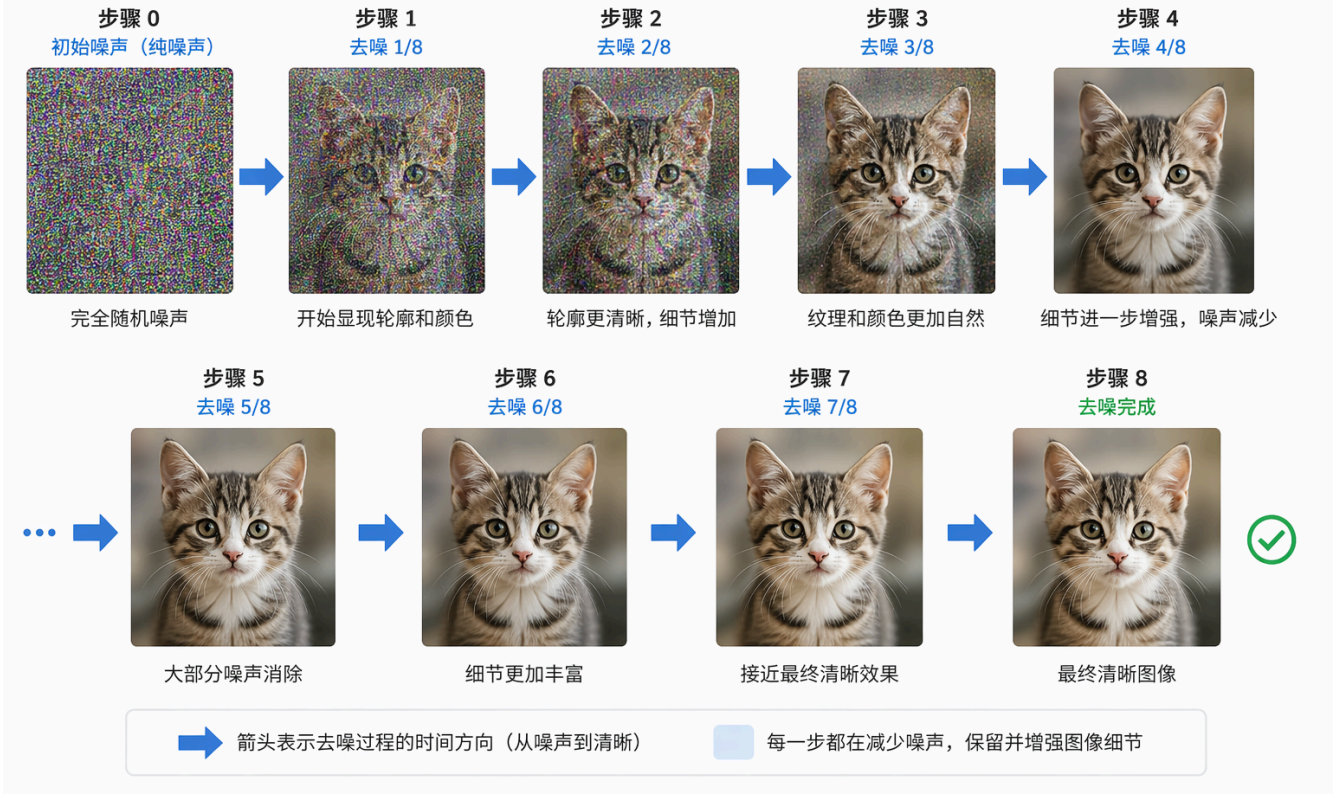 步骤 0
初始噪声（纯噪声）
完全随机噪声
步骤 1
去噪 1/8
开始显现轮廓和颜色
步骤 2
去噪 2/8
轮廓更清晰，细节增加
步骤 3
去噪 3/8
纹理和颜色更加自然
步骤 4
去噪 4/8
细节进一步增强，噪声减少
步骤 5
去噪 5/8
大部分噪声消除
步骤 6
去噪 6/8
细节更加丰富
步骤 7
去噪 7/8
接近最终清晰效果
步骤 8
去噪完成
最终清晰图像
箭头表示去噪过程的时间方向（从噪声到清晰）
每一步都在减少噪声，保留并增强图像细节